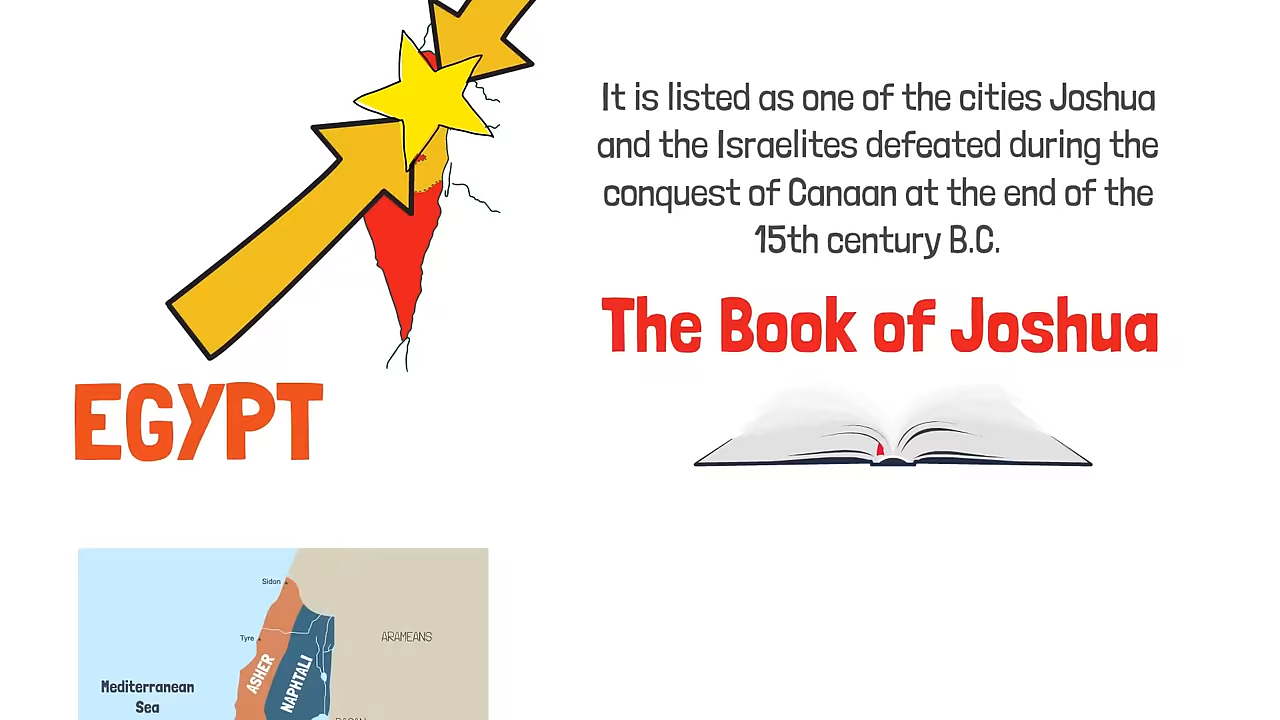 It is listed as one of the cities Joshua
and the Israelites defeated during the
conquest of Canaan at the end of the
15th century B.C.
The Book of Joshua
EGYPT
Sidon
Tyre
ARAMEANS
ASHER
NAPHTALI
Mediterranean
Sea